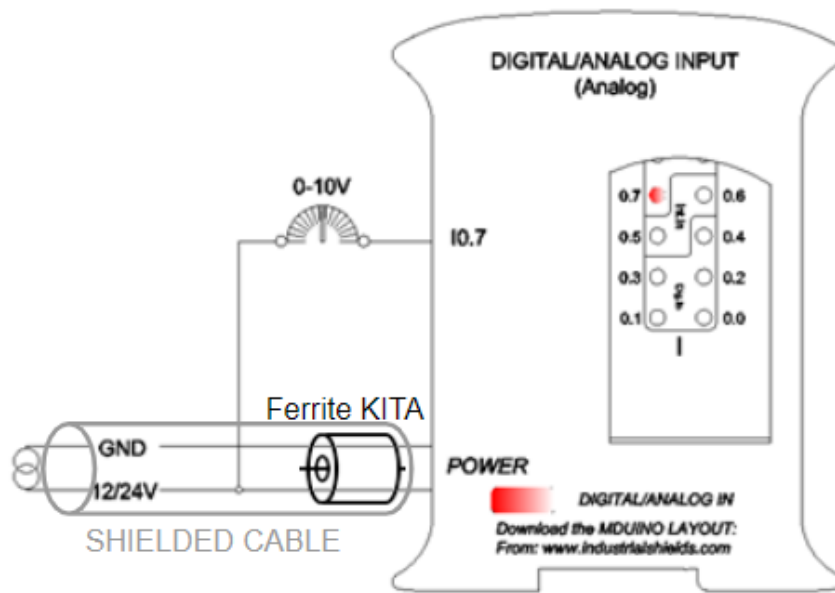 DIGITAL/ANALOG INPUT
(Analog)
0-10V
I0.7
0.7
0.6
0.5
0.4
0.3
0.2
0.1
0.0
I
Ferrite KITA
GND
12/24V
SHIELDED CABLE
POWER
DIGITAL/ANALOG IN
Download the MDUINO LAYOUT:
From: www.industrialshields.com